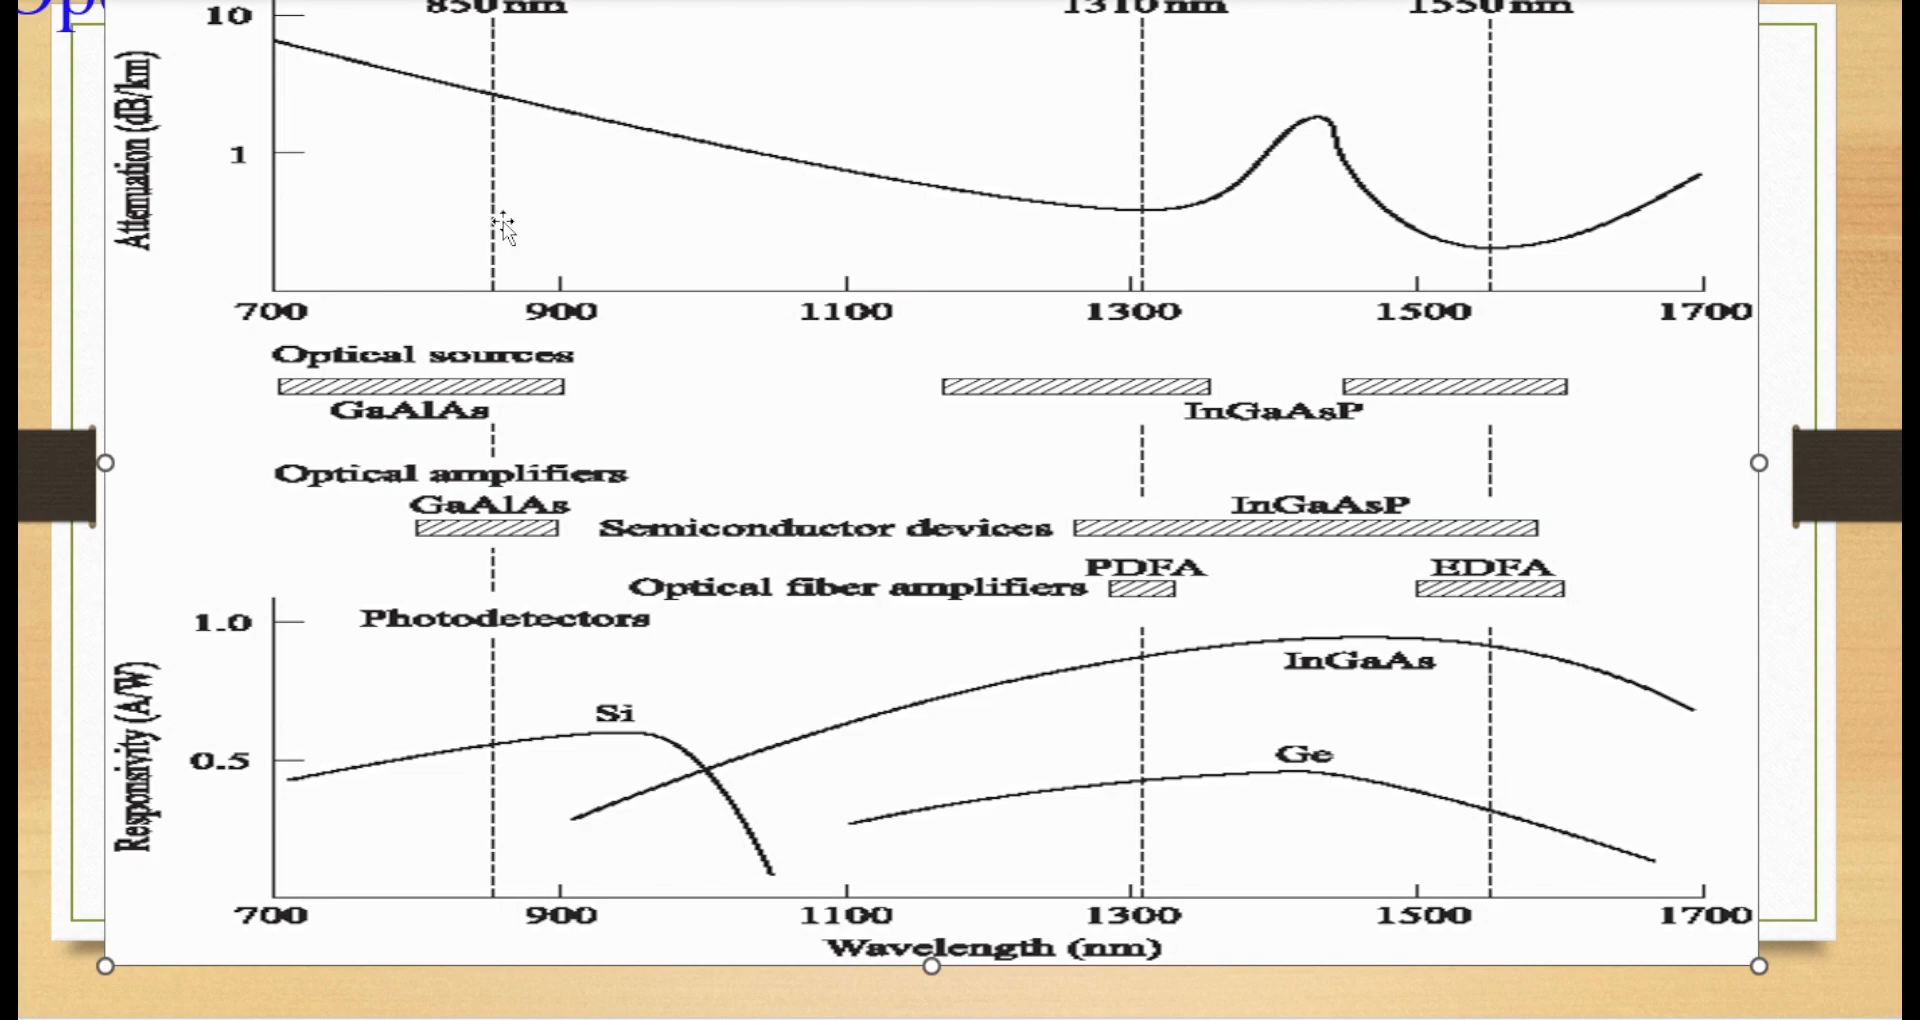 Ope
850 nm 1310 nm 1550 nm
10
Attenuation (dB/km)
1
700 900 1100 1300 1500 1700
Optical sources
GaAlAs InGaAsP
Optical amplifiers
GaAlAs InGaAsP
Semiconductor devices
PDFA EDFA
Optical fiber amplifiers
1.0
Photodetectors
InGaAs
Responsivity (A/W)
Si
Ge
0.5
700 900 1100 1300 1500 1700
Wavelength (nm)